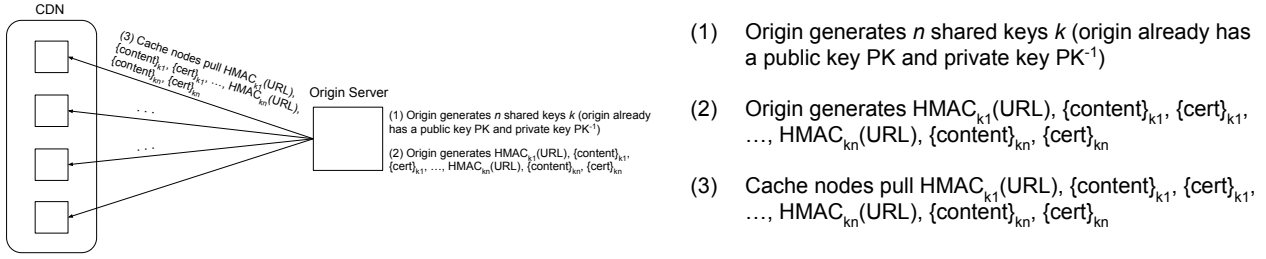 CDN
(3) Cache nodes pull HMAC_k1(URL),
{content}_k1, {cert}_k1, …, HMAC_kn(URL),
{content}_kn, {cert}_kn
. . .
. . .
Origin Server
(1) Origin generates n shared keys k (origin already
has a public key PK and private key PK⁻¹)
(2) Origin generates HMAC_k1(URL), {content}_k1,
{cert}_k1, …, HMAC_kn(URL), {content}_kn, {cert}_kn
(1) Origin generates n shared keys k (origin already has
a public key PK and private key PK⁻¹)
(2) Origin generates HMAC_k1(URL), {content}_k1, {cert}_k1,
…, HMAC_kn(URL), {content}_kn, {cert}_kn
(3) Cache nodes pull HMAC_k1(URL), {content}_k1, {cert}_k1,
…, HMAC_kn(URL), {content}_kn, {cert}_kn